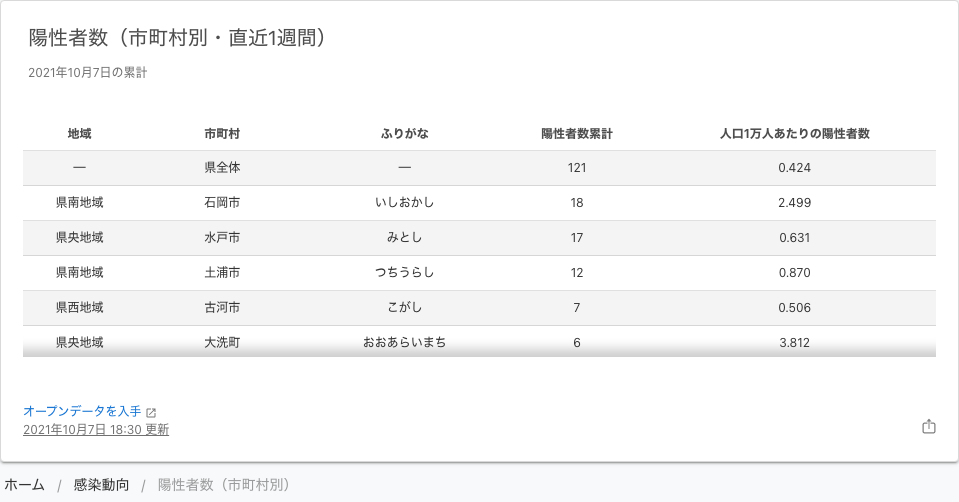 陽性者数（市町村別・直近1週間）
2021年10月7日の累計
地域 市町村 ふりがな 陽性者数累計 人口1万人あたりの陽性者数
― 県全体 ― 121 0.424
県南地域 石岡市 いしおかし 18 2.499
県央地域 水戸市 みとし 17 0.631
県南地域 土浦市 つちうらし 12 0.870
県西地域 古河市 こがし 7 0.506
県央地域 大洗町 おおあらいまち 6 3.812
オープンデータを入手
2021年10月7日 18:30 更新
ホーム / 感染動向 / 陽性者数（市町村別）